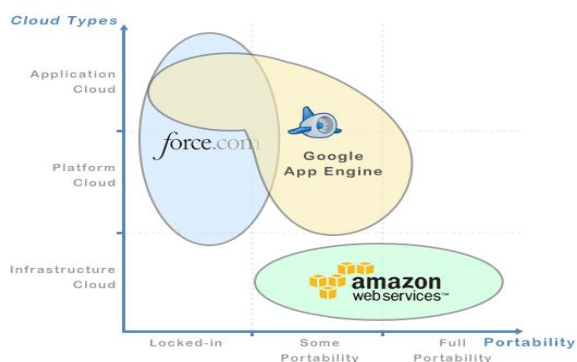 Cloud Types
Application
Cloud
force.com
Google
App Engine
Platform
Cloud
Infrastructure
Cloud
amazon
webservices™
Locked-in
Some
Portability
Full
Portability
Portability